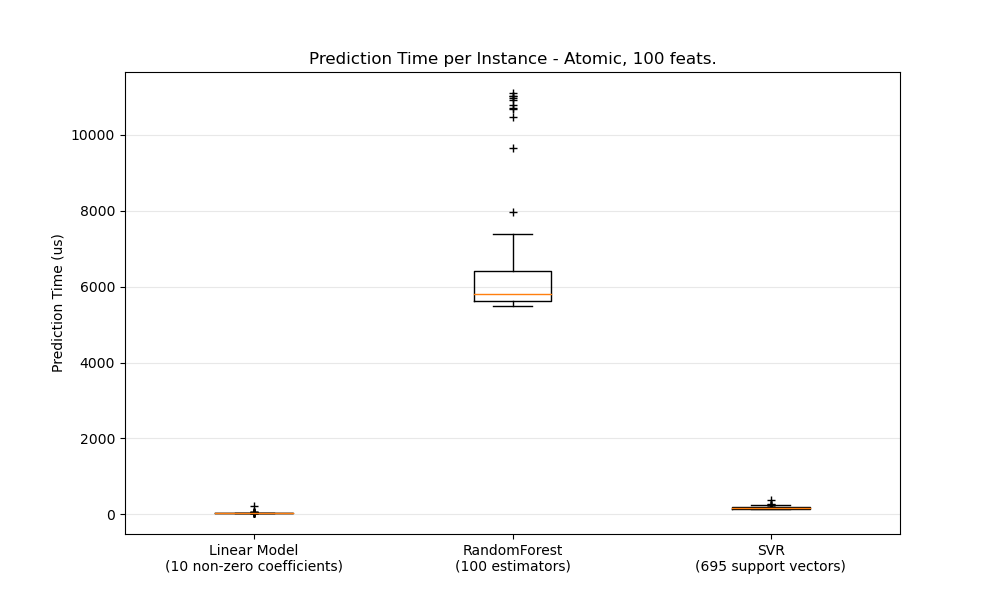 Prediction Time per Instance - Atomic, 100 feats.
Prediction Time (us)
10000
8000
6000
4000
2000
0
Linear Model
(10 non-zero coefficients)
RandomForest
(100 estimators)
SVR
(695 support vectors)